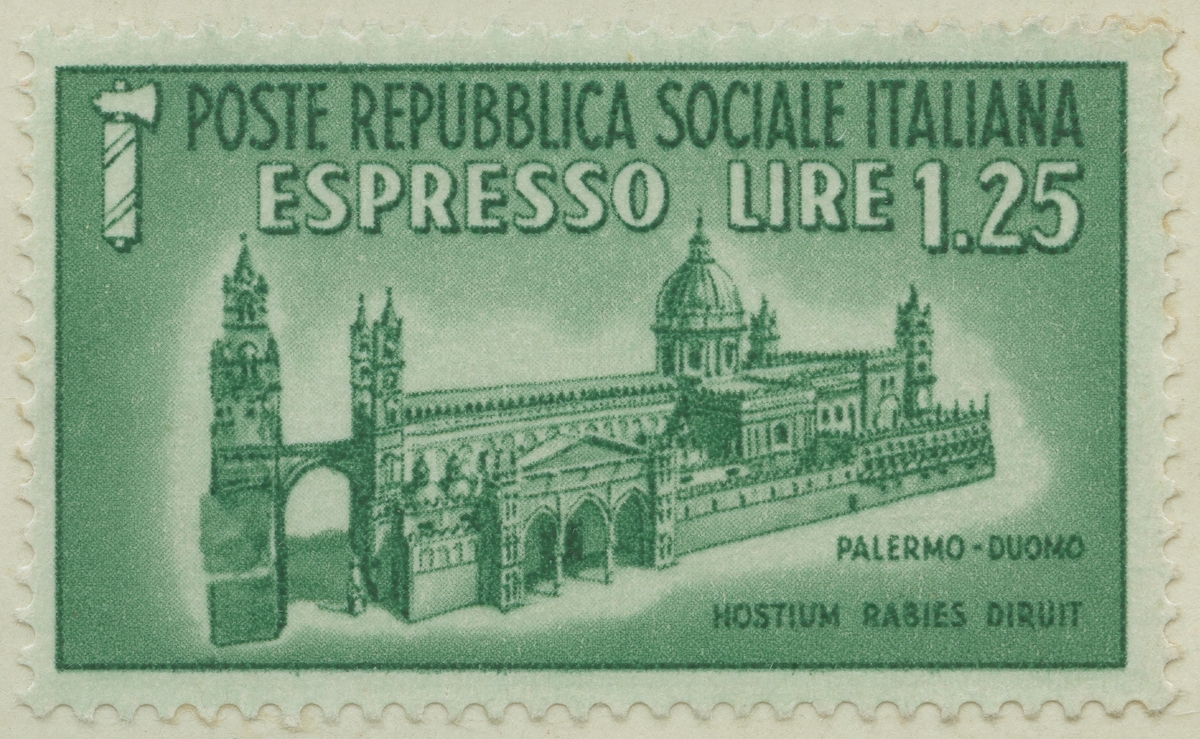 POSTE REPUBBLICA SOCIALE ITALIANA
ESPRESSO LIRE 1.25
PALERMO-DUOMO
HOSTIUM RABIES DIRUIT